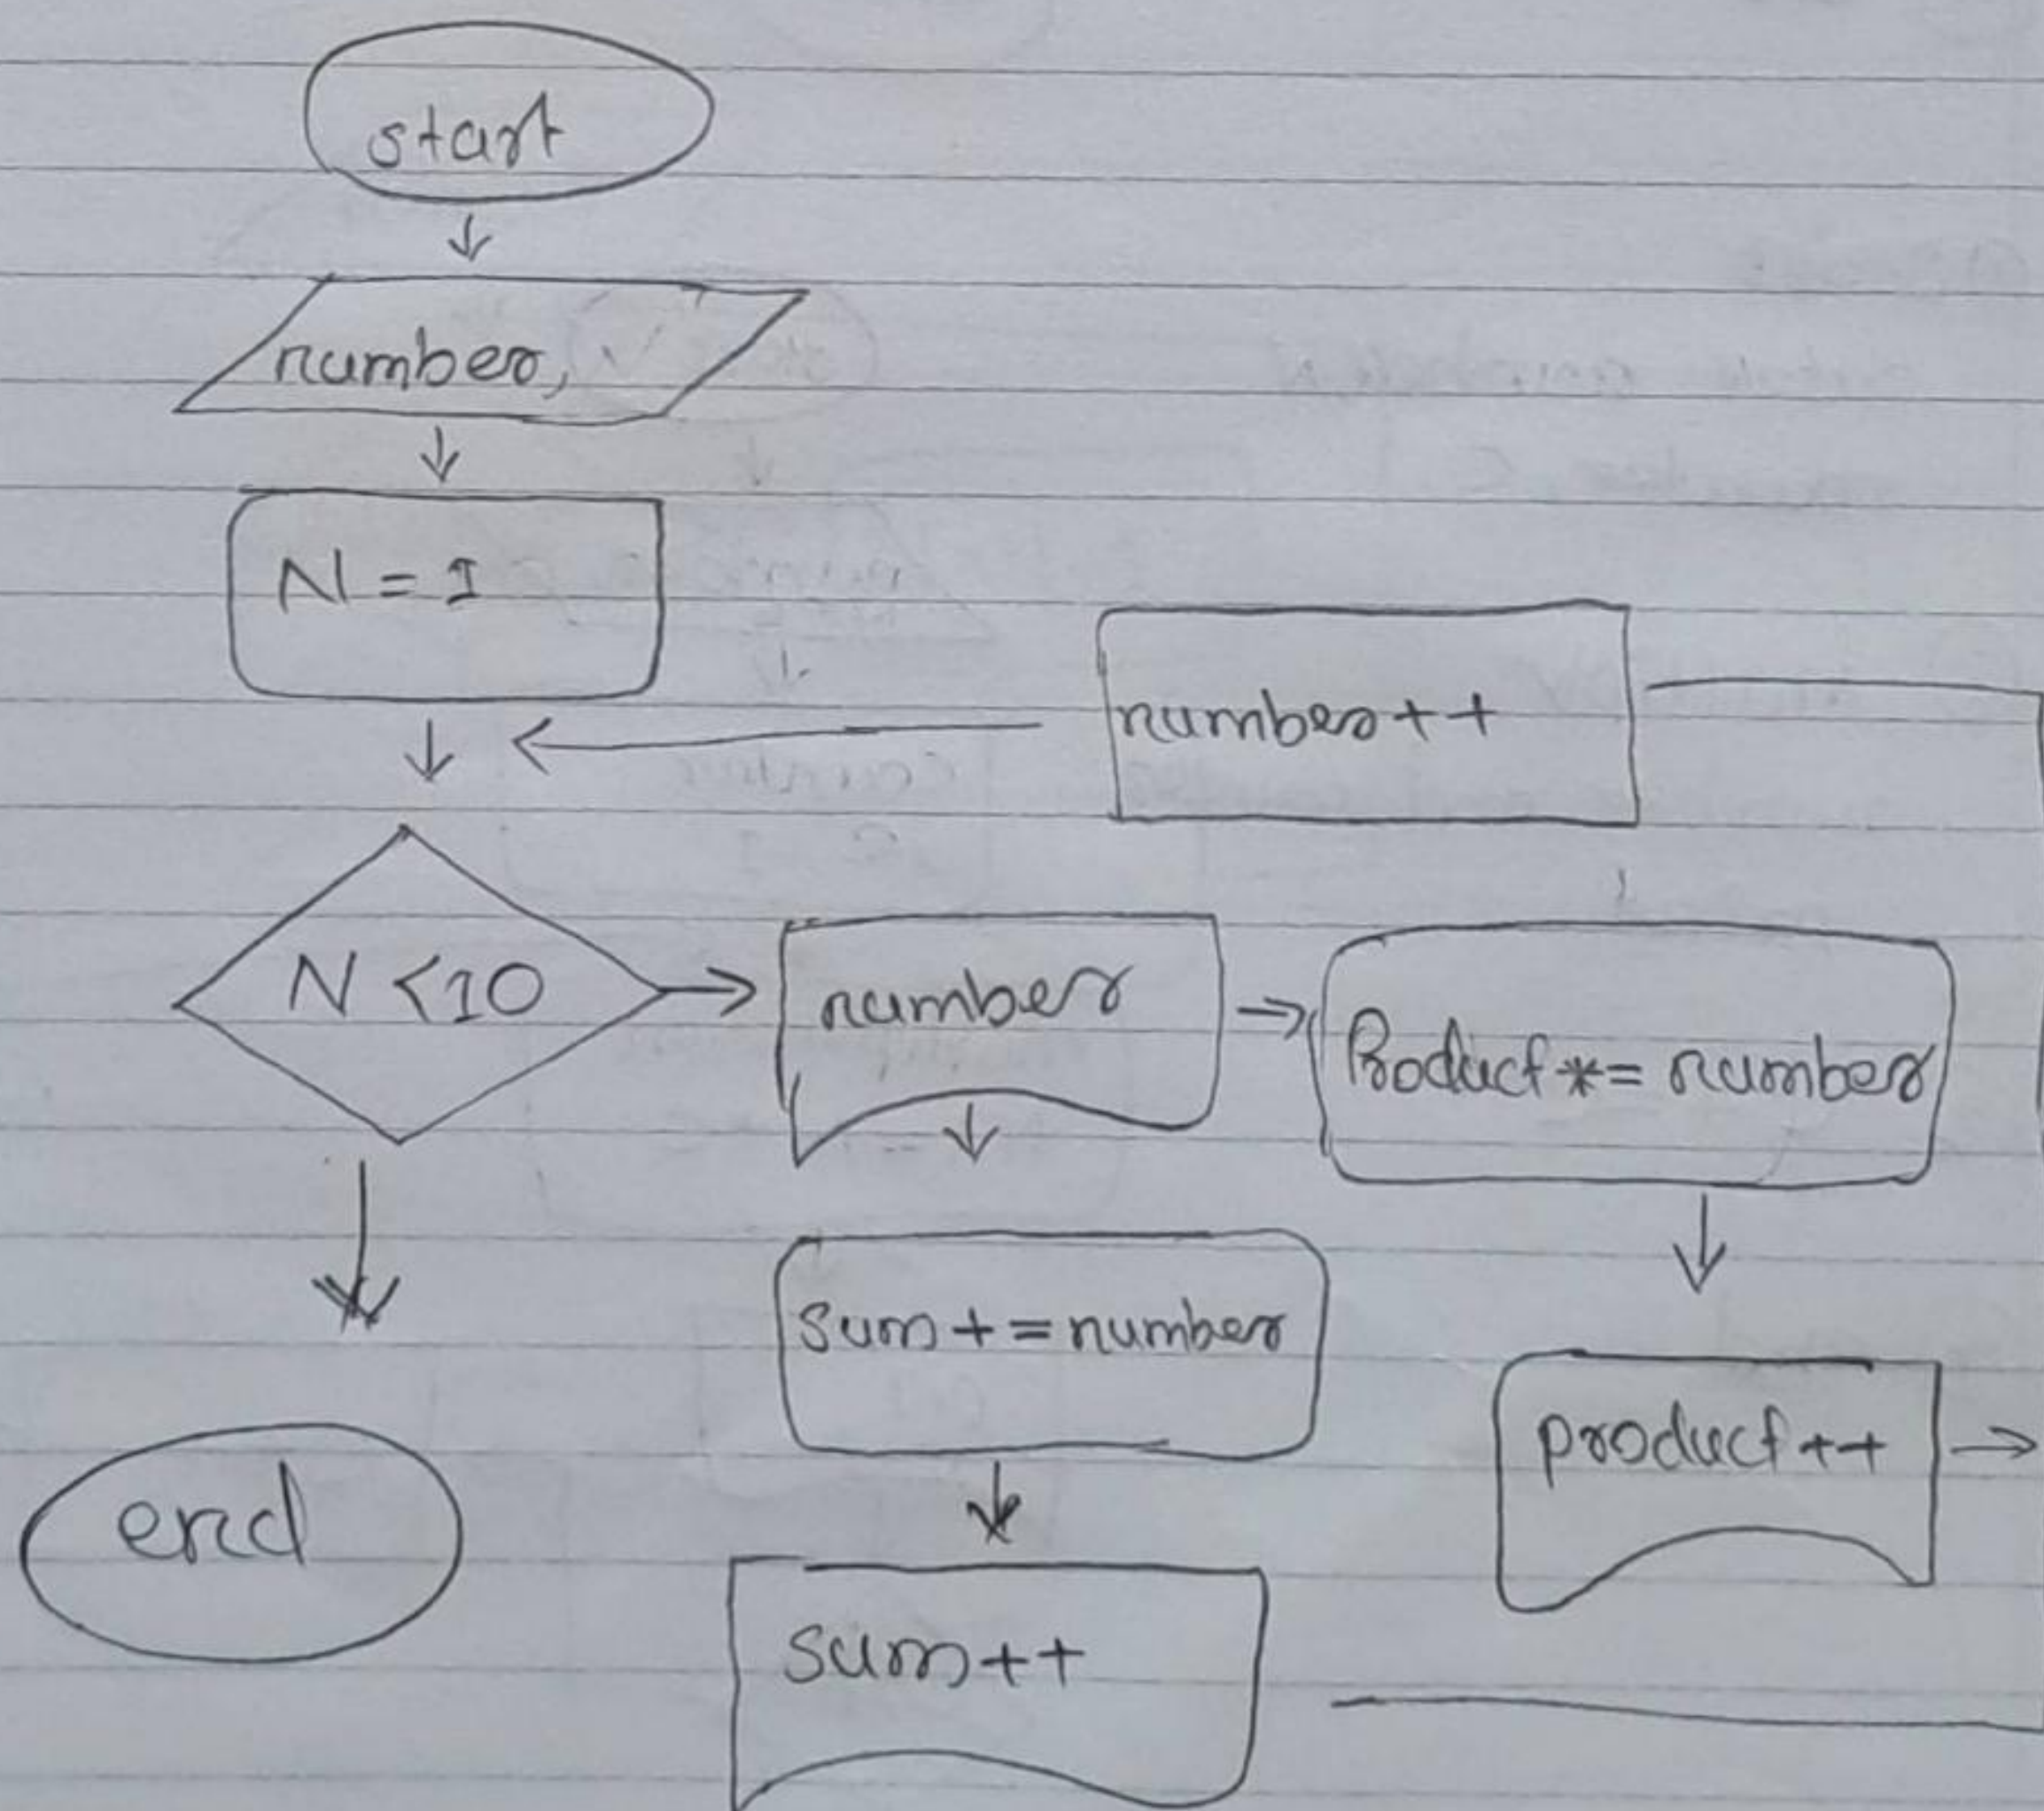 start
number,
N = 1
number++
N <10
number
Product *= number
sum + = number
product ++
end
sum++